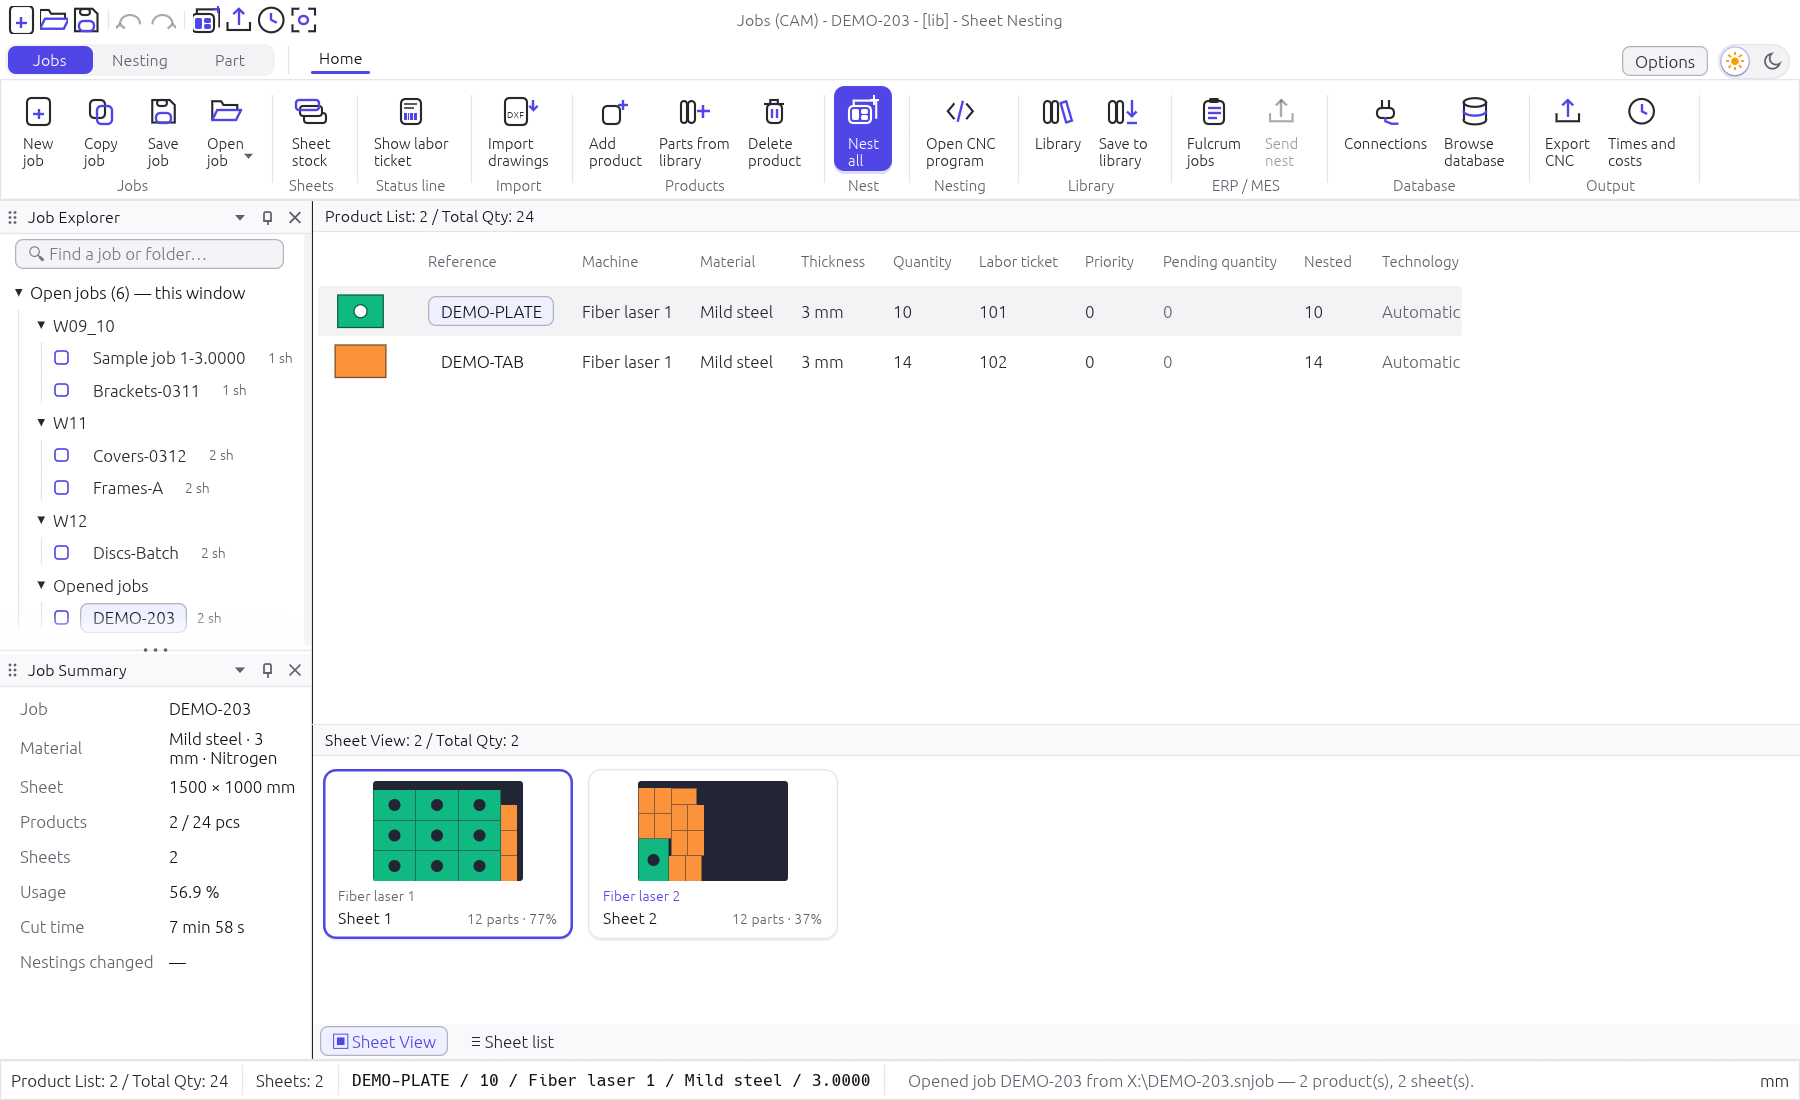 Jobs (CAM) - DEMO-203 - [lib] - Sheet Nesting
Jobs
Nesting
Part
Home
Options
New job
Copy job
Save job
Open job
Jobs
Sheet stock
Sheets
Show labor ticket
Status line
DXF
Import drawings
Import
Add product
Parts from library
Delete product
Products
Nest all
Nest
Open CNC program
Nesting
Library
Save to library
Library
Fulcrum jobs
Send nest
ERP / MES
Connections
Browse database
Database
Export CNC
Times and costs
Output
Job Explorer
Find a job or folder…
Open jobs (6) — this window
W09_10
Sample job 1-3.0000 1 sh
Brackets-0311 1 sh
W11
Covers-0312 2 sh
Frames-A 2 sh
W12
Discs-Batch 2 sh
Opened jobs
DEMO-203 2 sh
Job Summary
Job DEMO-203
Material Mild steel · 3 mm · Nitrogen
Sheet 1500 × 1000 mm
Products 2 / 24 pcs
Sheets 2
Usage 56.9 %
Cut time 7 min 58 s
Nestings changed —
Product List: 2 / Total Qty: 24
Reference Machine Material Thickness Quantity Labor ticket Priority Pending quantity Nested Technology
DEMO-PLATE Fiber laser 1 Mild steel 3 mm 10 101 0 0 10 Automatic
DEMO-TAB Fiber laser 1 Mild steel 3 mm 14 102 0 0 14 Automatic
Sheet View: 2 / Total Qty: 2
Fiber laser 1
Sheet 1 12 parts · 77%
Fiber laser 2
Sheet 2 12 parts · 37%
Sheet View
Sheet list
Product List: 2 / Total Qty: 24
Sheets: 2
DEMO-PLATE / 10 / Fiber laser 1 / Mild steel / 3.0000
Opened job DEMO-203 from X:\DEMO-203.snjob — 2 product(s), 2 sheet(s).
mm